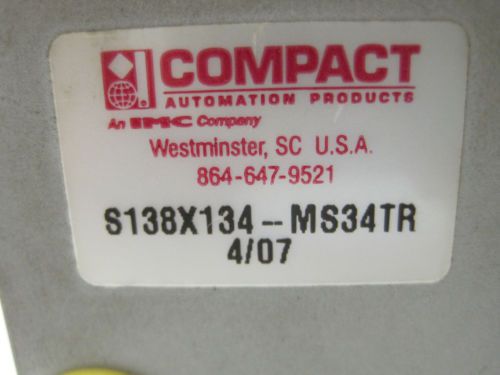 COMPACT
AUTOMATION PRODUCTS
An IMC Company
Westminster, SC U.S.A.
864-647-9521
S138X134--MS34TR
4/07